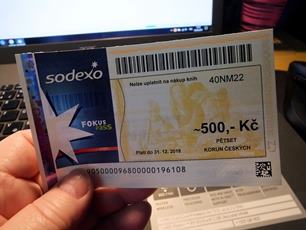 sodexo
Nelze uplatnit na nákup knih
40NM22
FOKUS
PASS
~500,- Kč
PĚTSET
KORUN ČESKÝCH
Platí do 31. 12. 2018